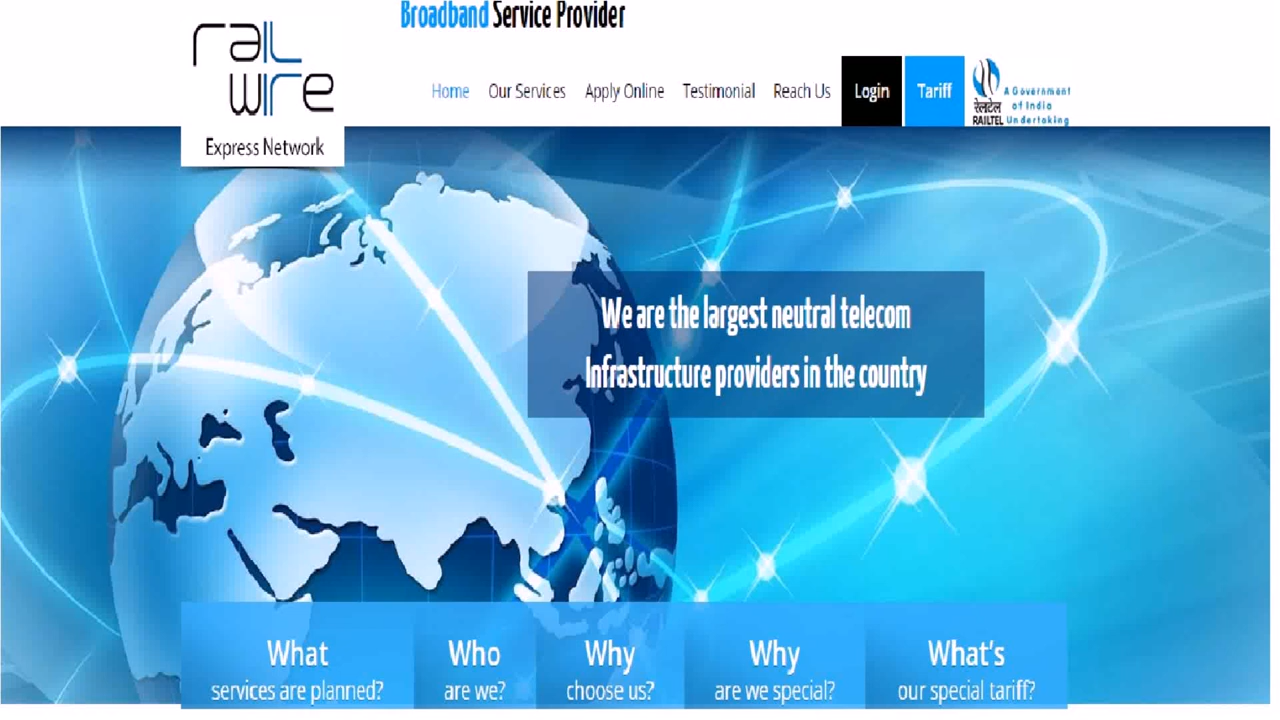 Broadband Service Provider
rail
wire
Express Network
Home Our Services Apply Online Testimonial Reach Us Login Tariff
रेलटेल
RAILTEL
A Government
of India
Undertaking
We are the largest neutral telecom
Infrastructure providers in the country
What
services are planned?
Who
are we?
Why
choose us?
Why
are we special?
What's
our special tariff?